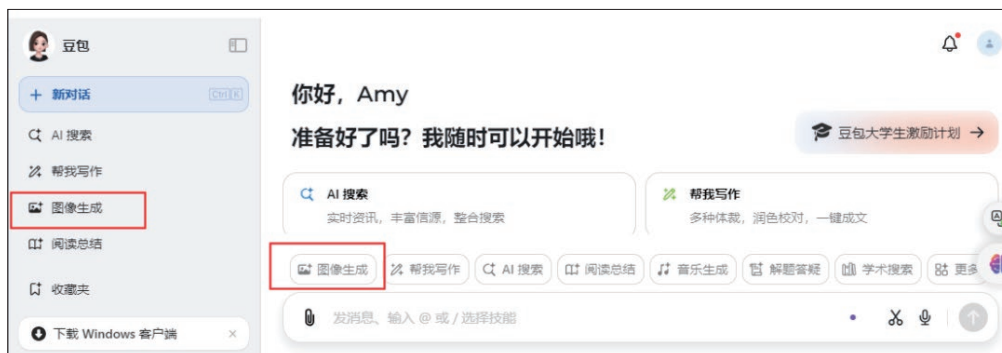 豆包
+ 新对话 Ctrl K
AI 搜索
帮我写作
图像生成
阅读总结
收藏夹
下载 Windows 客户端 ×
你好，Amy
准备好了吗？我随时可以开始哦！
豆包大学生激励计划 →
AI 搜索
实时资讯，丰富信源，整合搜索
帮我写作
多种体裁，润色校对，一键成文
图像生成 帮我写作 AI 搜索 阅读总结 音乐生成 解题答疑 学术搜索 更多
发消息、输入 @ 或 / 选择技能